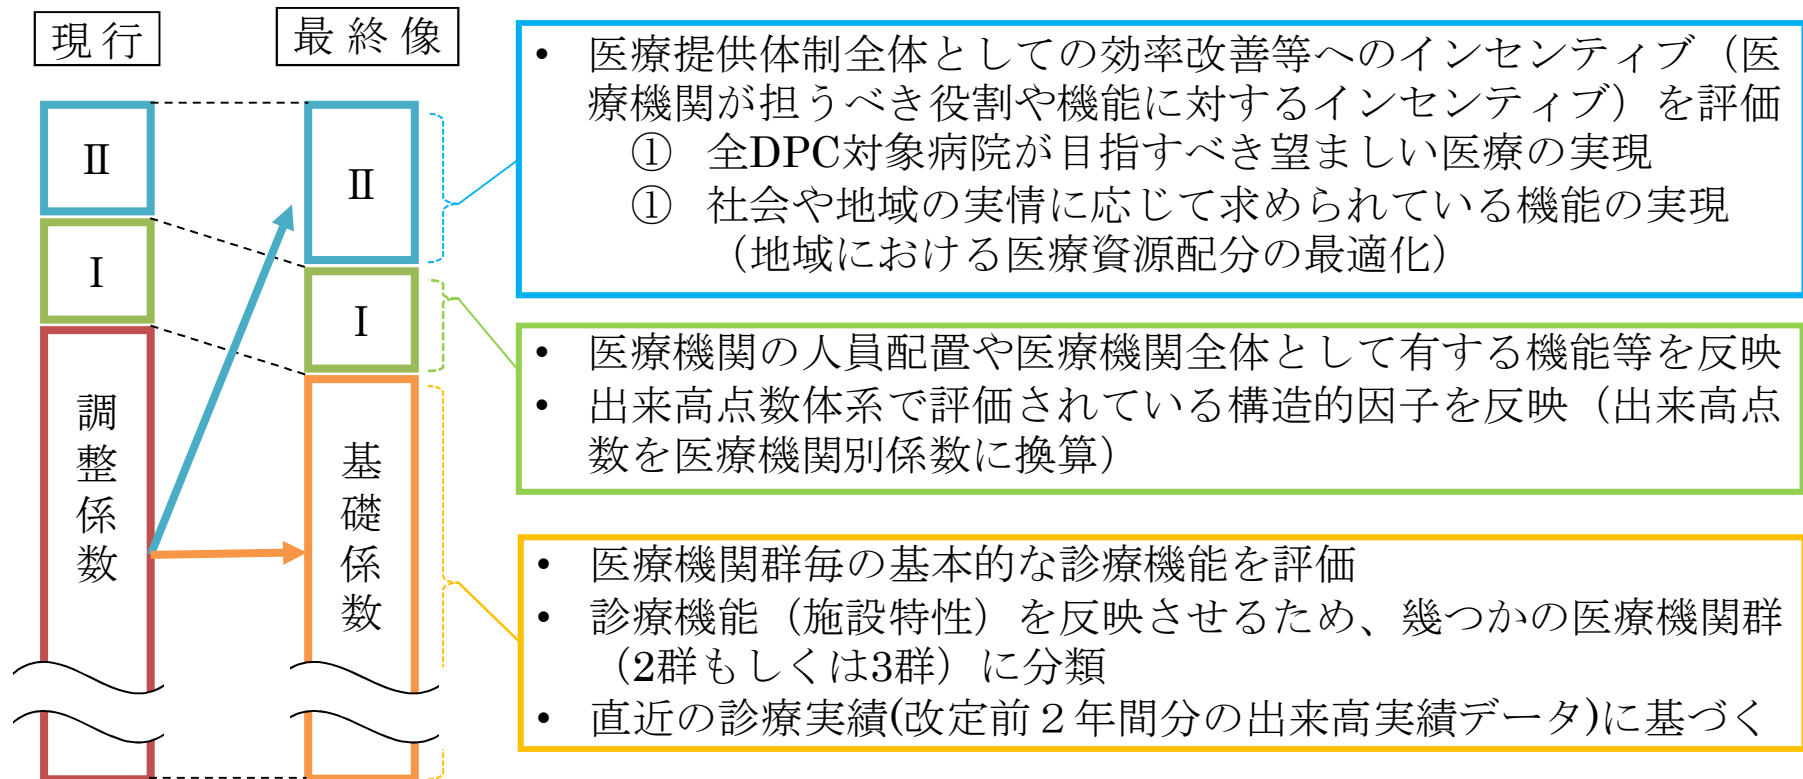 現行
最終像
Ⅱ
Ⅰ
調整係数
Ⅱ
Ⅰ
基礎係数
• 医療提供体制全体としての効率改善等へのインセンティブ（医
療機関が担うべき役割や機能に対するインセンティブ）を評価
① 全DPC対象病院が目指すべき望ましい医療の実現
① 社会や地域の実情に応じて求められている機能の実現
（地域における医療資源配分の最適化）
• 医療機関の人員配置や医療機関全体として有する機能等を反映
• 出来高点数体系で評価されている構造的因子を反映（出来高点
数を医療機関別係数に換算）
• 医療機関群毎の基本的な診療機能を評価
• 診療機能（施設特性）を反映させるため、幾つかの医療機関群
（2群もしくは3群）に分類
• 直近の診療実績(改定前２年間分の出来高実績データ)に基づく